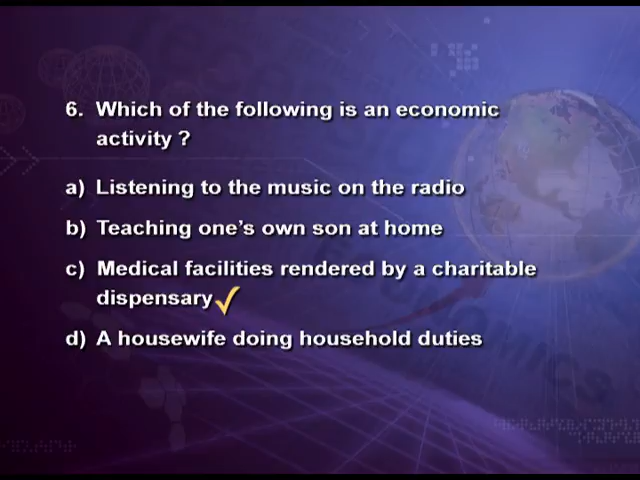 6. Which of the following is an economic
activity ?
a) Listening to the music on the radio
b) Teaching one's own son at home
c) Medical facilities rendered by a charitable
dispensary✓
d) A housewife doing household duties